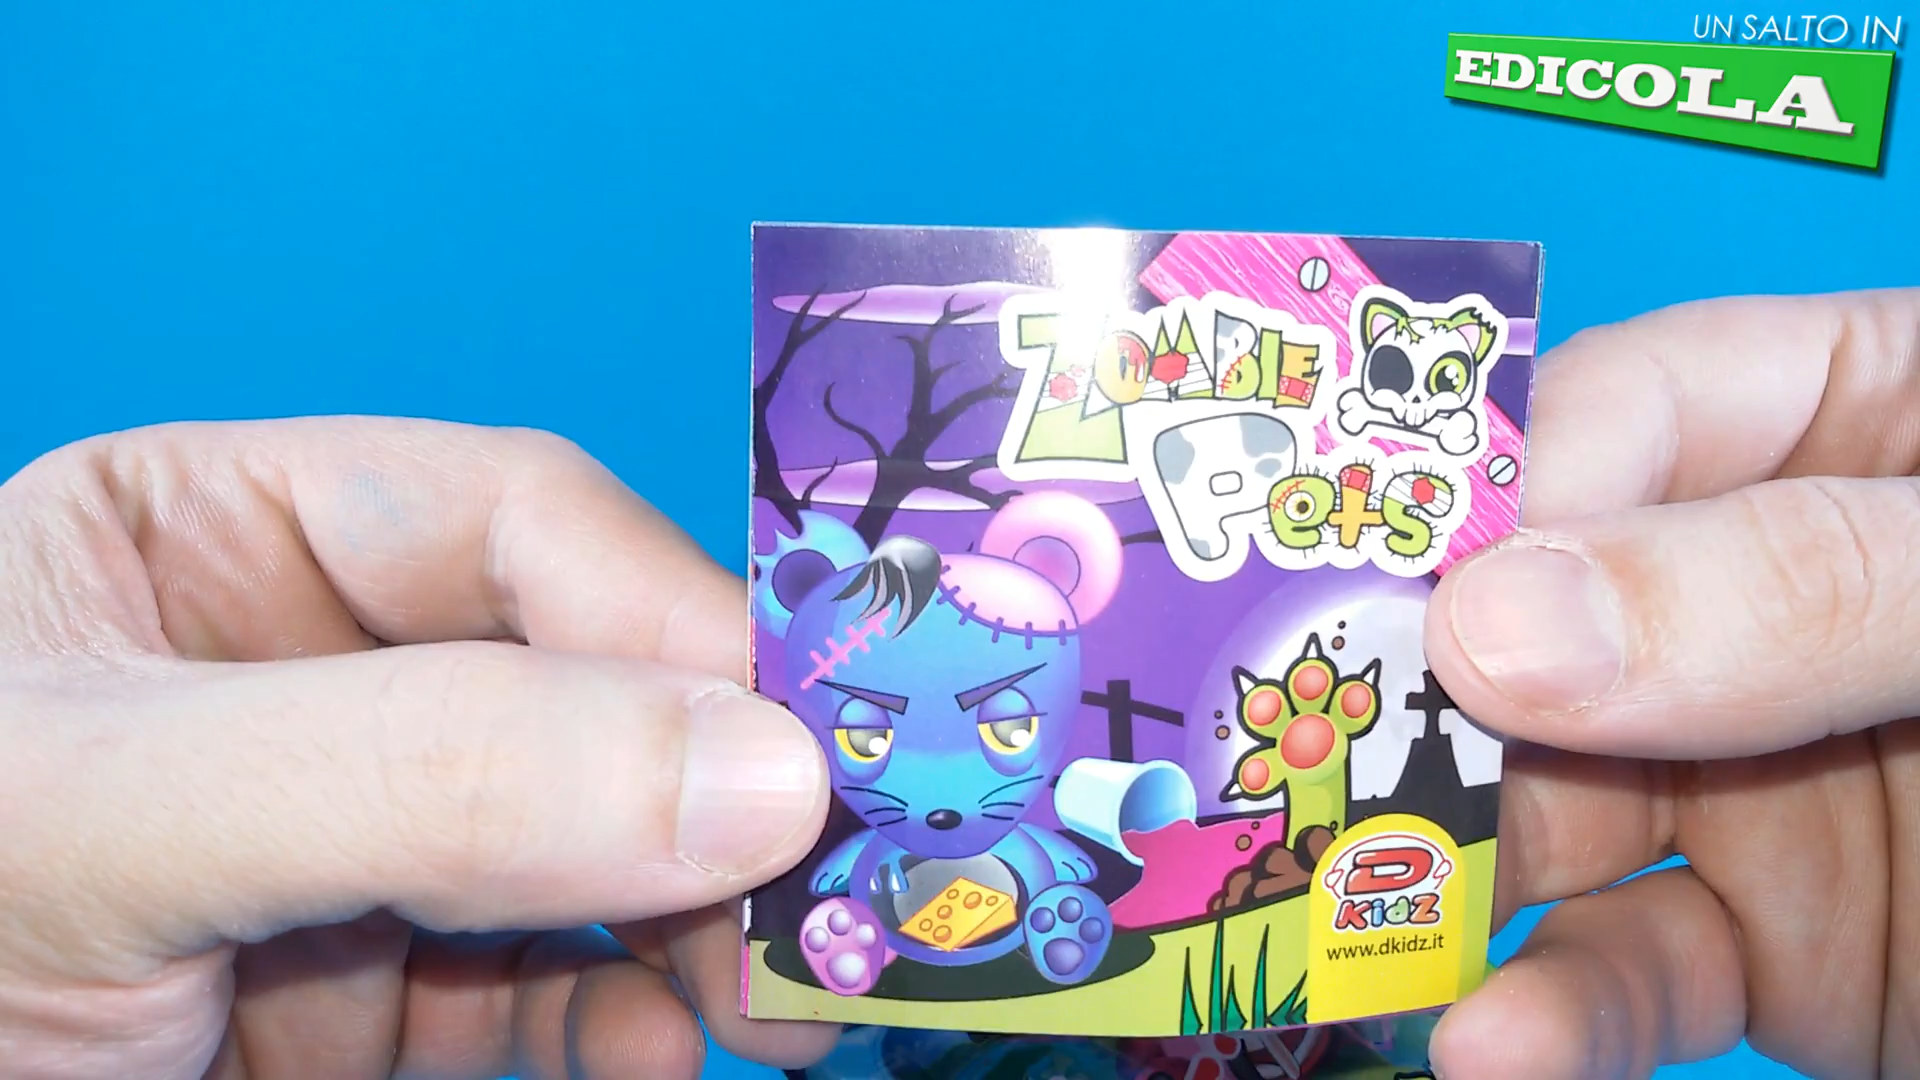 UN SALTO IN
EDICOLA
ZOMBIE
Pets
D
KidZ
www.dkidz.it